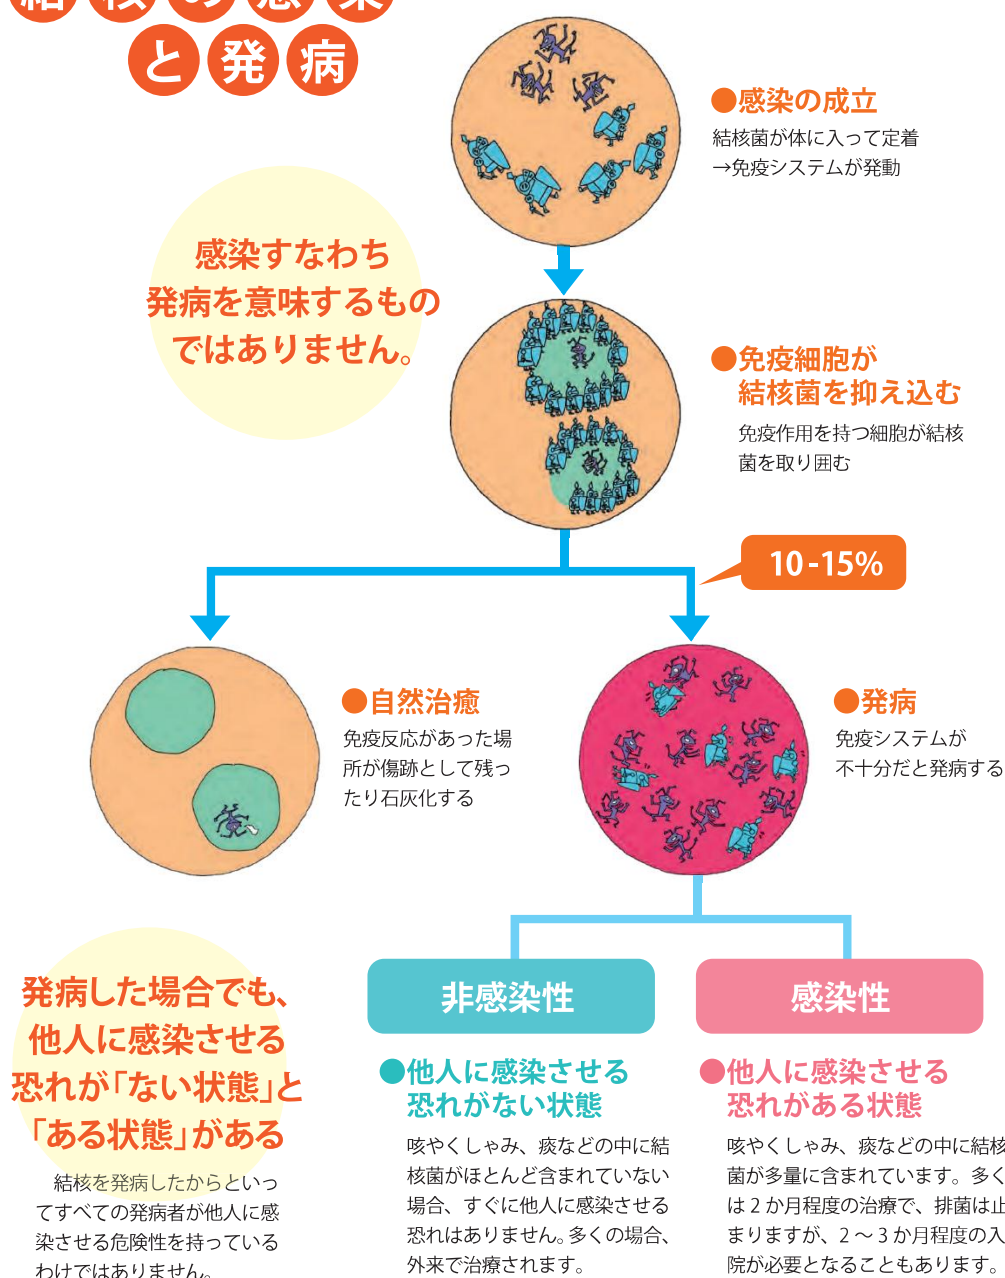 結核の感染
と発病
●感染の成立
結核菌が体に入って定着
→免疫システムが発動
感染すなわち
発病を意味するもの
ではありません。
●免疫細胞が
結核菌を抑え込む
免疫作用を持つ細胞が結核
菌を取り囲む
10-15%
●自然治癒
免疫反応があった場
所が傷跡として残っ
たり石灰化する
●発病
免疫システムが
不十分だと発病する
発病した場合でも、
他人に感染させる
恐れが「ない状態」と
「ある状態」がある
結核を発病したからといっ
てすべての発病者が他人に感
染させる危険性を持っている
わけではありません。
非感染性
●他人に感染させる
恐れがない状態
咳やくしゃみ、痰などの中に結
核菌がほとんど含まれていない
場合、すぐに他人に感染させる
恐れはありません。多くの場合、
外来で治療されます。
感染性
●他人に感染させる
恐れがある状態
咳やくしゃみ、痰などの中に結核
菌が多量に含まれています。多く
は2か月程度の治療で、排菌は止
まりますが、2～3か月程度の入
院が必要となることもあります。